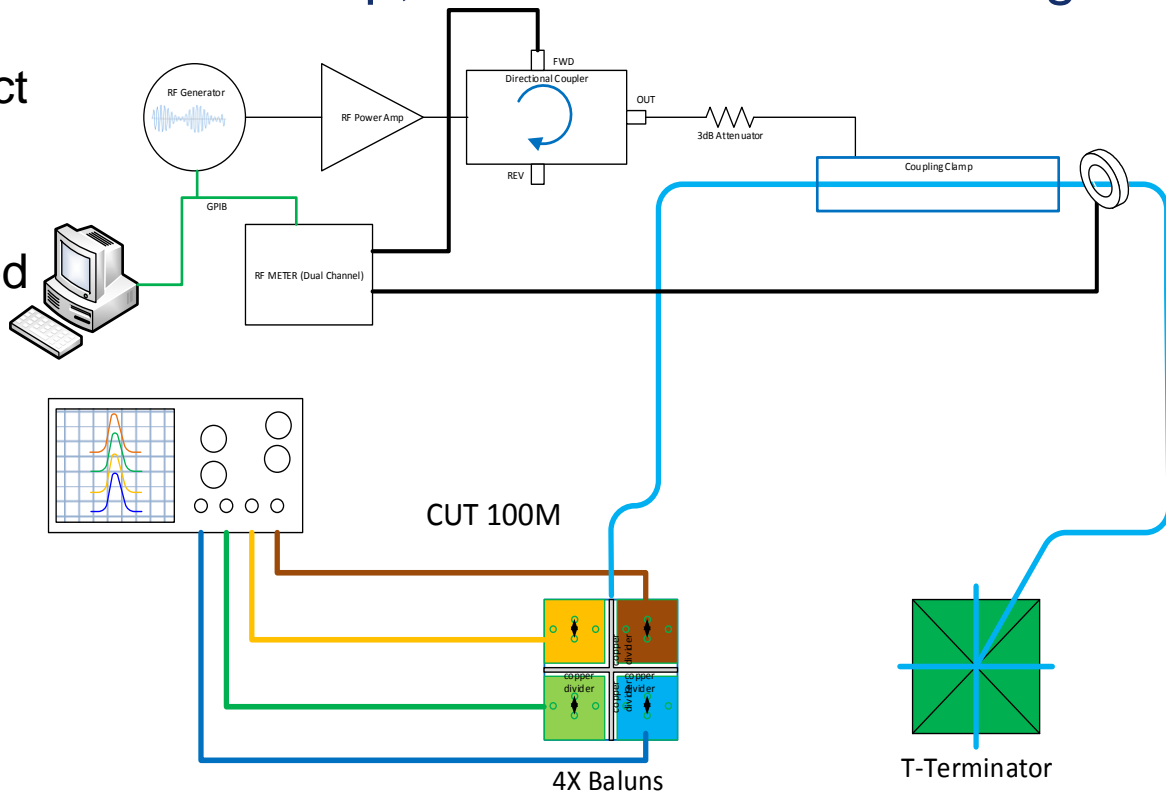 ct
ed
FWD
Directional Coupler
RF Generator
RF Power Amp
OUT
3dB Attenuator
REV
Coupling Clamp
GPIB
RF METER (Dual Channel)
CUT 100M
copper
divider
copper
divider
copper
divider
copper
divider
4X Baluns
T-Terminator